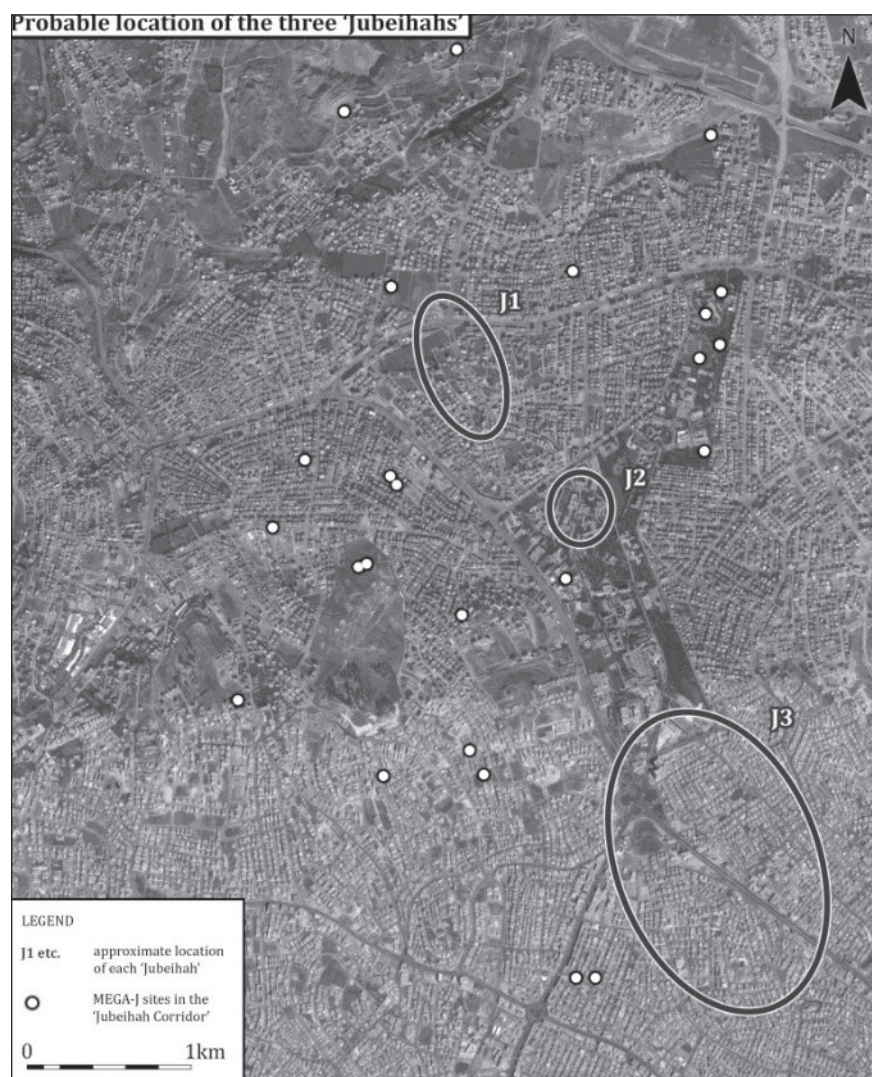 Probable location of the three ‘Jubeihahs’
N
J1
J2
J3
LEGEND
J1 etc. approximate location
of each ‘Jubeihah’
MEGA-J sites in the
‘Jubeihah Corridor’
0 1km